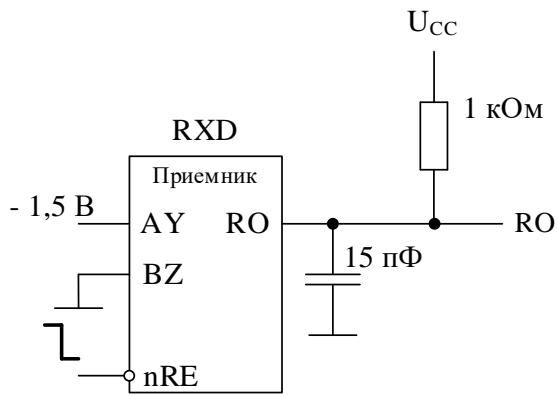 U_CC
1 кОм
RXD
Приемник
- 1,5 В
AY
RO
RO
15 пФ
BZ
nRE